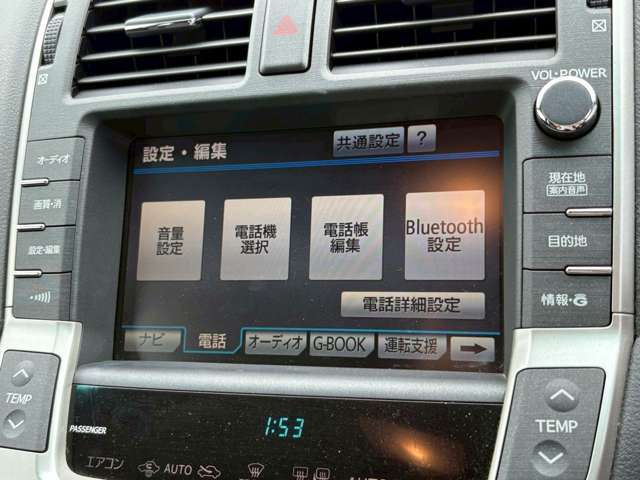 VOL・POWER
オーディオ
画質・消
設定・編集
現在地
案内音声
目的地
情報・G
設定・編集
共通設定
?
音量
設定
電話機
選択
電話帳
編集
Bluetooth
設定
電話詳細設定
ナビ
電話
オーディオ
G-BOOK
運転支援
TEMP
PASSENGER
1:53
TEMP
エアコン
AUTO